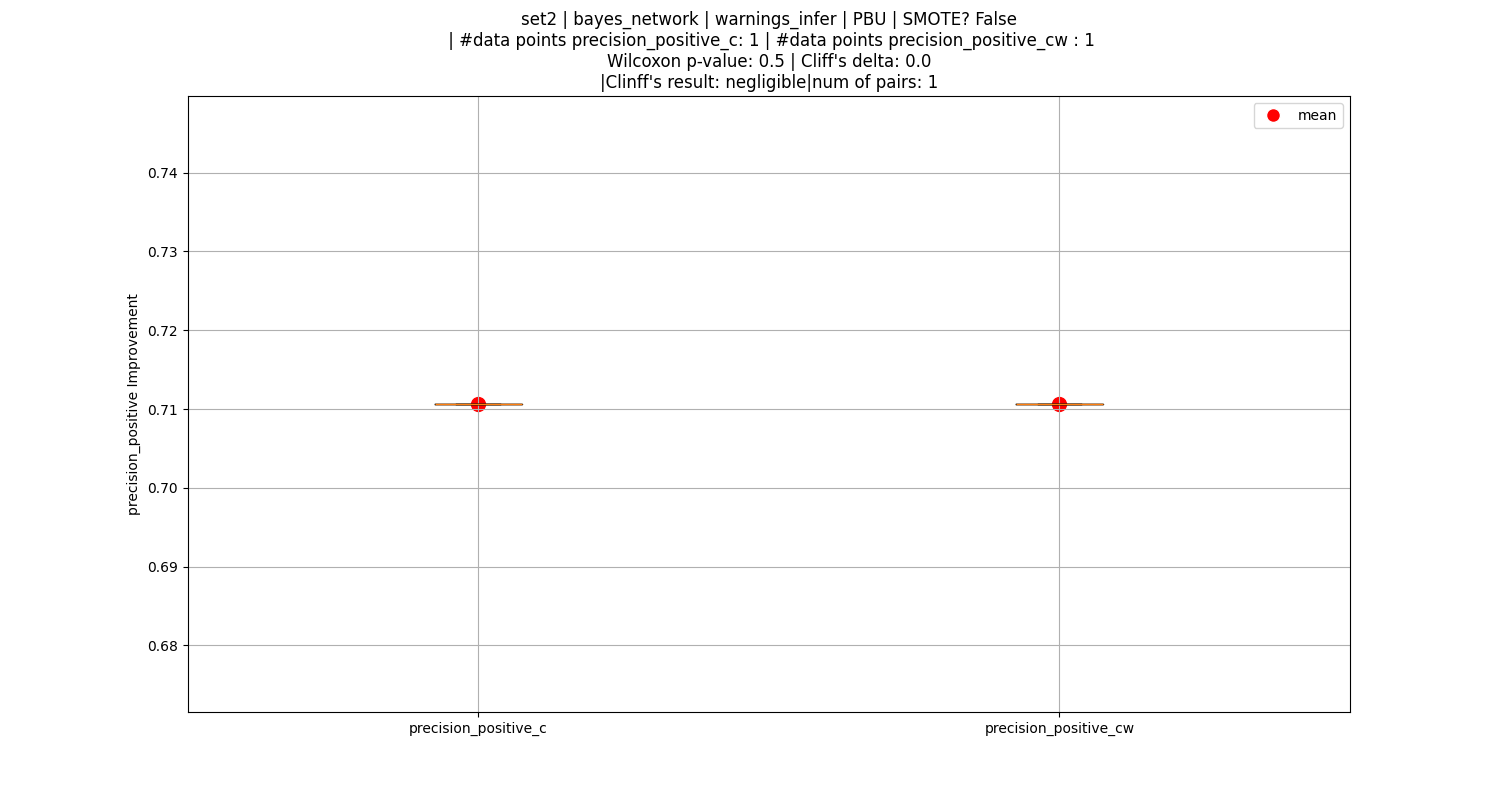 set2 | bayes_network | warnings_infer | PBU | SMOTE? False
| #data points precision_positive_c: 1 | #data points precision_positive_cw : 1
Wilcoxon p-value: 0.5 | Cliff's delta: 0.0
|Clinff's result: negligible|num of pairs: 1
mean
0.74
0.73
0.72
0.71
0.70
0.69
0.68
precision_positive Improvement
precision_positive_c
precision_positive_cw